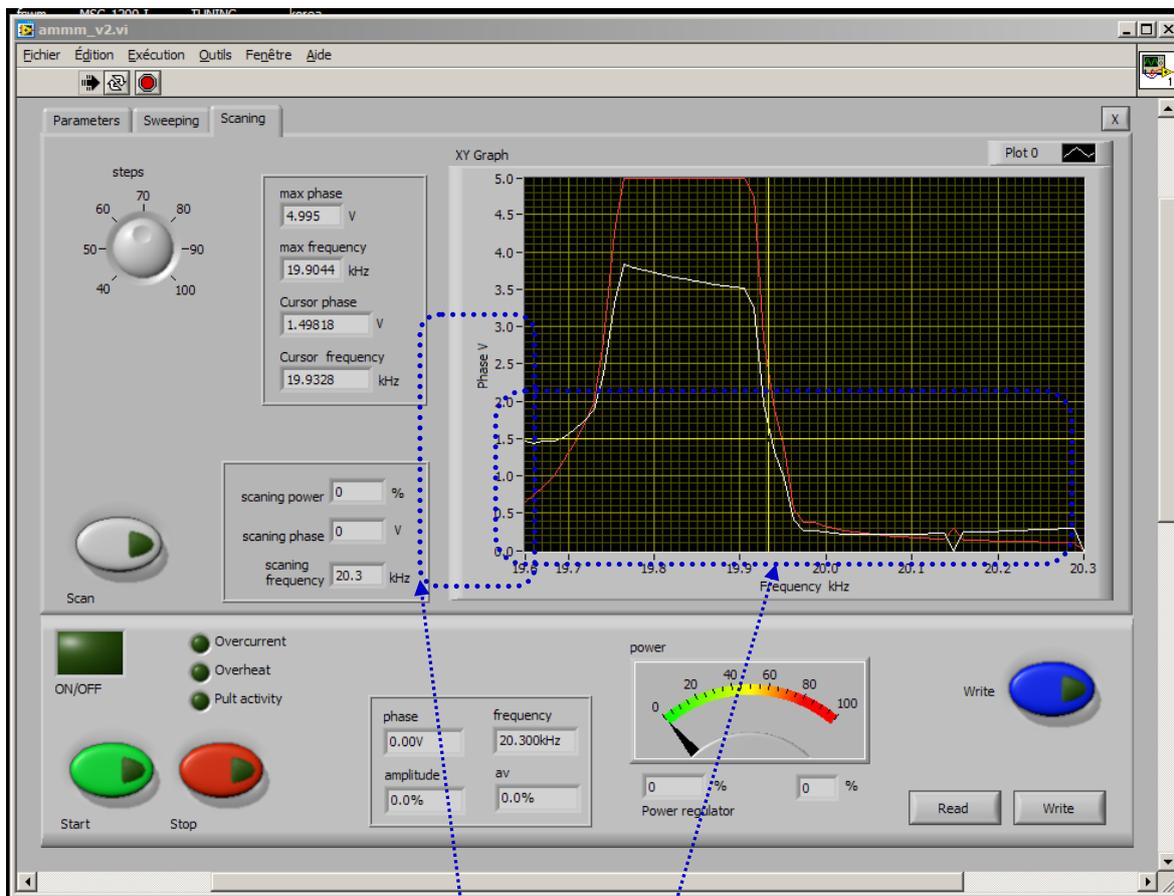 MSG-1200-I TUNING korea
ammm_v2.vi
Fichier Édition Exécution Outils Fenêtre Aide
1
Parameters Sweeping Scaning X
steps
40 50 60 70 80 90 100
max phase
4.995 V
max frequency
19.9044 kHz
Cursor phase
1.49818 V
Cursor frequency
19.9328 kHz
scaning power 0 %
scaning phase 0 V
scaning
frequency 20.3 kHz
Scan
XY Graph Plot 0
Phase V
5.0
4.5
4.0
3.5
3.0
2.5
2.0
1.5
1.0
0.5
0.0
19.6 19.7 19.8 19.9 20.0 20.1 20.2 20.3
Frequency kHz
ON/OFF
Overcurrent
Overheat
Pult activity
Start Stop
phase frequency
0.00V 20.300kHz
amplitude av
0.0% 0.0%
power
0 20 40 60 80 100
0 % 0 %
Power regulator
Write
Read Write